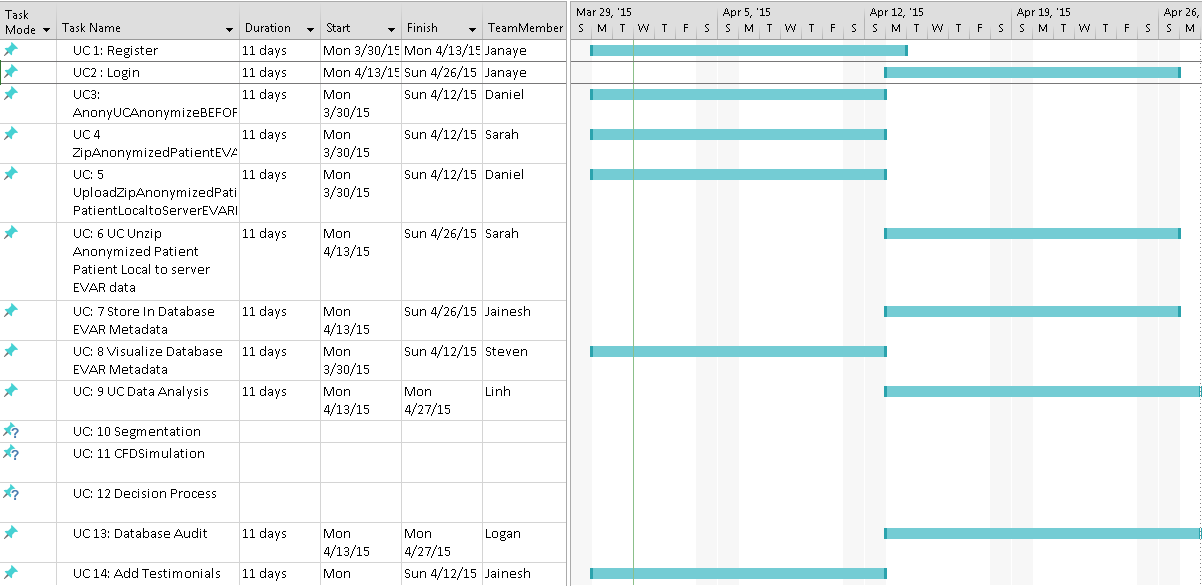 Task
Mode
Task Name
Duration
Start
Finish
TeamMember
Mar 29, '15
Apr 5, '15
Apr 12, '15
Apr 19, '15
Apr 26,
S M T W T F S S M T W T F S S M T W T F S S M T W T F S S M
UC 1: Register 11 days Mon 3/30/15 Mon 4/13/15 Janaye
UC2 : Login 11 days Mon 4/13/15 Sun 4/26/15 Janaye
UC3: 11 days Mon Sun 4/12/15 Daniel
AnonyUCAnonymizeBEFOR 3/30/15
UC 4 11 days Mon Sun 4/12/15 Sarah
ZipAnonymizedPatientEVA 3/30/15
UC: 5 11 days Mon Sun 4/12/15 Daniel
UploadZipAnonymizedPati 3/30/15
PatientLocaltoServerEVARI
UC: 6 UC Unzip 11 days Mon Sun 4/26/15 Sarah
Anonymized Patient 4/13/15
Patient Local to server
EVAR data
UC: 7 Store In Database 11 days Mon Sun 4/26/15 Jainesh
EVAR Metadata 4/13/15
UC: 8 Visualize Database 11 days Mon Sun 4/12/15 Steven
EVAR Metadata 3/30/15
UC: 9 UC Data Analysis 11 days Mon Mon Linh
4/13/15 4/27/15
UC: 10 Segmentation
UC: 11 CFDSimulation
UC: 12 Decision Process
UC 13: Database Audit 11 days Mon Mon Logan
4/13/15 4/27/15
UC 14: Add Testimonials 11 days Mon Sun 4/12/15 Jainesh